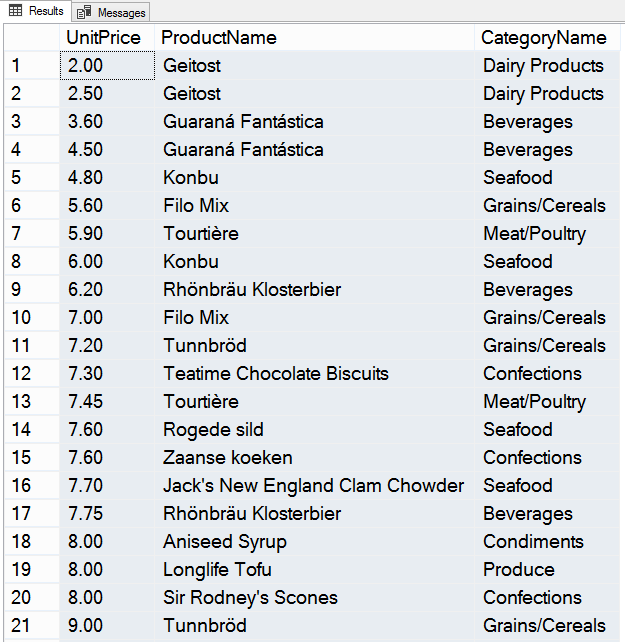 Results Messages
UnitPrice ProductName CategoryName
1 2.00 Geitost Dairy Products
2 2.50 Geitost Dairy Products
3 3.60 Guaraná Fantástica Beverages
4 4.50 Guaraná Fantástica Beverages
5 4.80 Konbu Seafood
6 5.60 Filo Mix Grains/Cereals
7 5.90 Tourtière Meat/Poultry
8 6.00 Konbu Seafood
9 6.20 Rhönbräu Klosterbier Beverages
10 7.00 Filo Mix Grains/Cereals
11 7.20 Tunnbröd Grains/Cereals
12 7.30 Teatime Chocolate Biscuits Confections
13 7.45 Tourtière Meat/Poultry
14 7.60 Rogede sild Seafood
15 7.60 Zaanse koeken Confections
16 7.70 Jack's New England Clam Chowder Seafood
17 7.75 Rhönbräu Klosterbier Beverages
18 8.00 Aniseed Syrup Condiments
19 8.00 Longlife Tofu Produce
20 8.00 Sir Rodney's Scones Confections
21 9.00 Tunnbröd Grains/Cereals